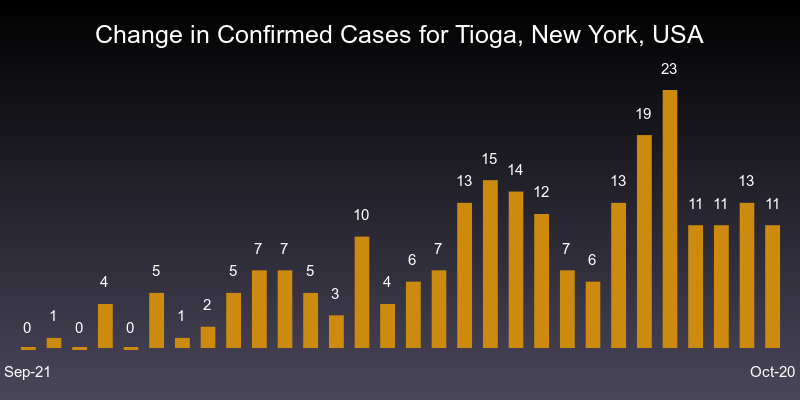 Change in Confirmed Cases for Tioga, New York, USA
0 1 0 4 0 5 1 2 5 7 7 5 3 10 4 6 7 13 15 14 12 7 6 13 19 23 11 11 13 11
Sep-21 Oct-20